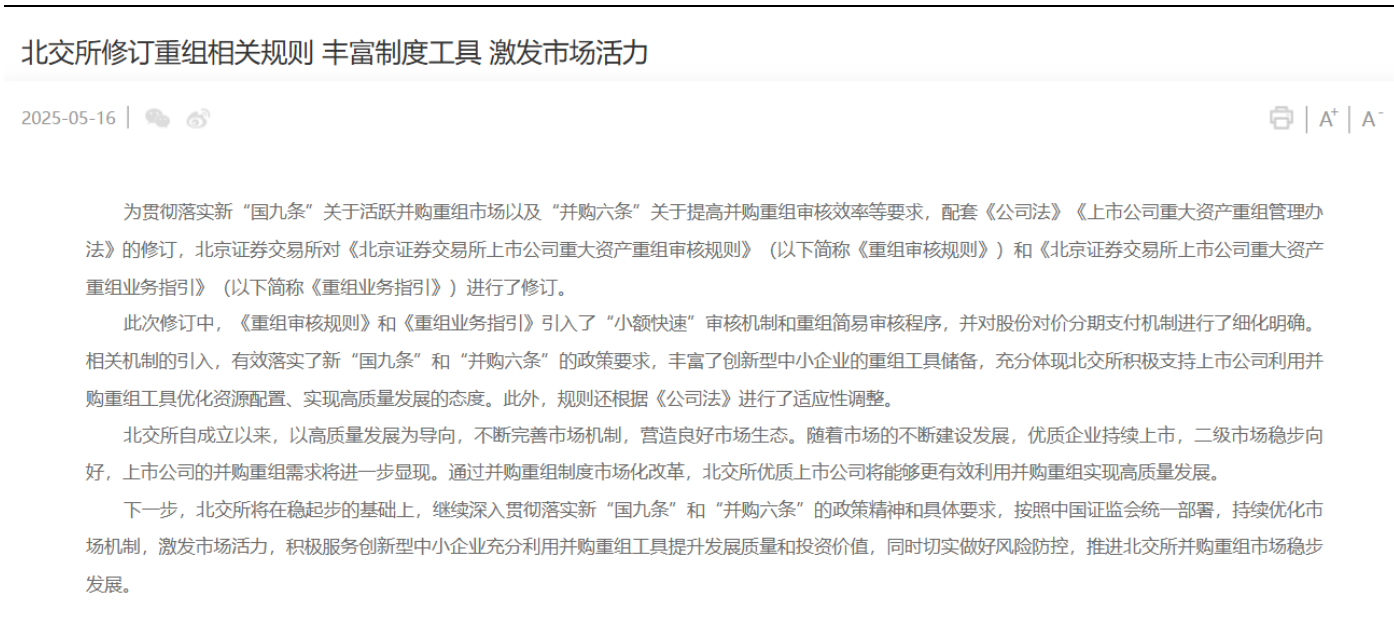 北交所修订重组相关规则 丰富制度工具 激发市场活力
2025-05-16
A+
A-
为贯彻落实新“国九条”关于活跃并购重组市场以及“并购六条”关于提高并购重组审核效率等要求，配套《公司法》《上市公司重大资产重组管理办
法》的修订，北京证券交易所对《北京证券交易所上市公司重大资产重组审核规则》（以下简称《重组审核规则》）和《北京证券交易所上市公司重大资产
重组业务指引》（以下简称《重组业务指引》）进行了修订。
此次修订中，《重组审核规则》和《重组业务指引》引入了“小额快速”审核机制和重组简易审核程序，并对股份对价分期支付机制进行了细化明确。
相关机制的引入，有效落实了新“国九条”和“并购六条”的政策要求，丰富了创新型中小企业的重组工具储备，充分体现北交所积极支持上市公司利用并
购重组工具优化资源配置、实现高质量发展的态度。此外，规则还根据《公司法》进行了适应性调整。
北交所自成立以来，以高质量发展为导向，不断完善市场机制，营造良好市场生态。随着市场的不断建设发展，优质企业持续上市，二级市场稳步向
好，上市公司的并购重组需求将进一步显现。通过并购重组制度市场化改革，北交所优质上市公司将能够更有效利用并购重组实现高质量发展。
下一步，北交所将在稳起步的基础上，继续深入贯彻落实新“国九条”和“并购六条”的政策精神和具体要求，按照中国证监会统一部署，持续优化市
场机制，激发市场活力，积极服务创新型中小企业充分利用并购重组工具提升发展质量和投资价值，同时切实做好风险防控，推进北交所并购重组市场稳步
发展。